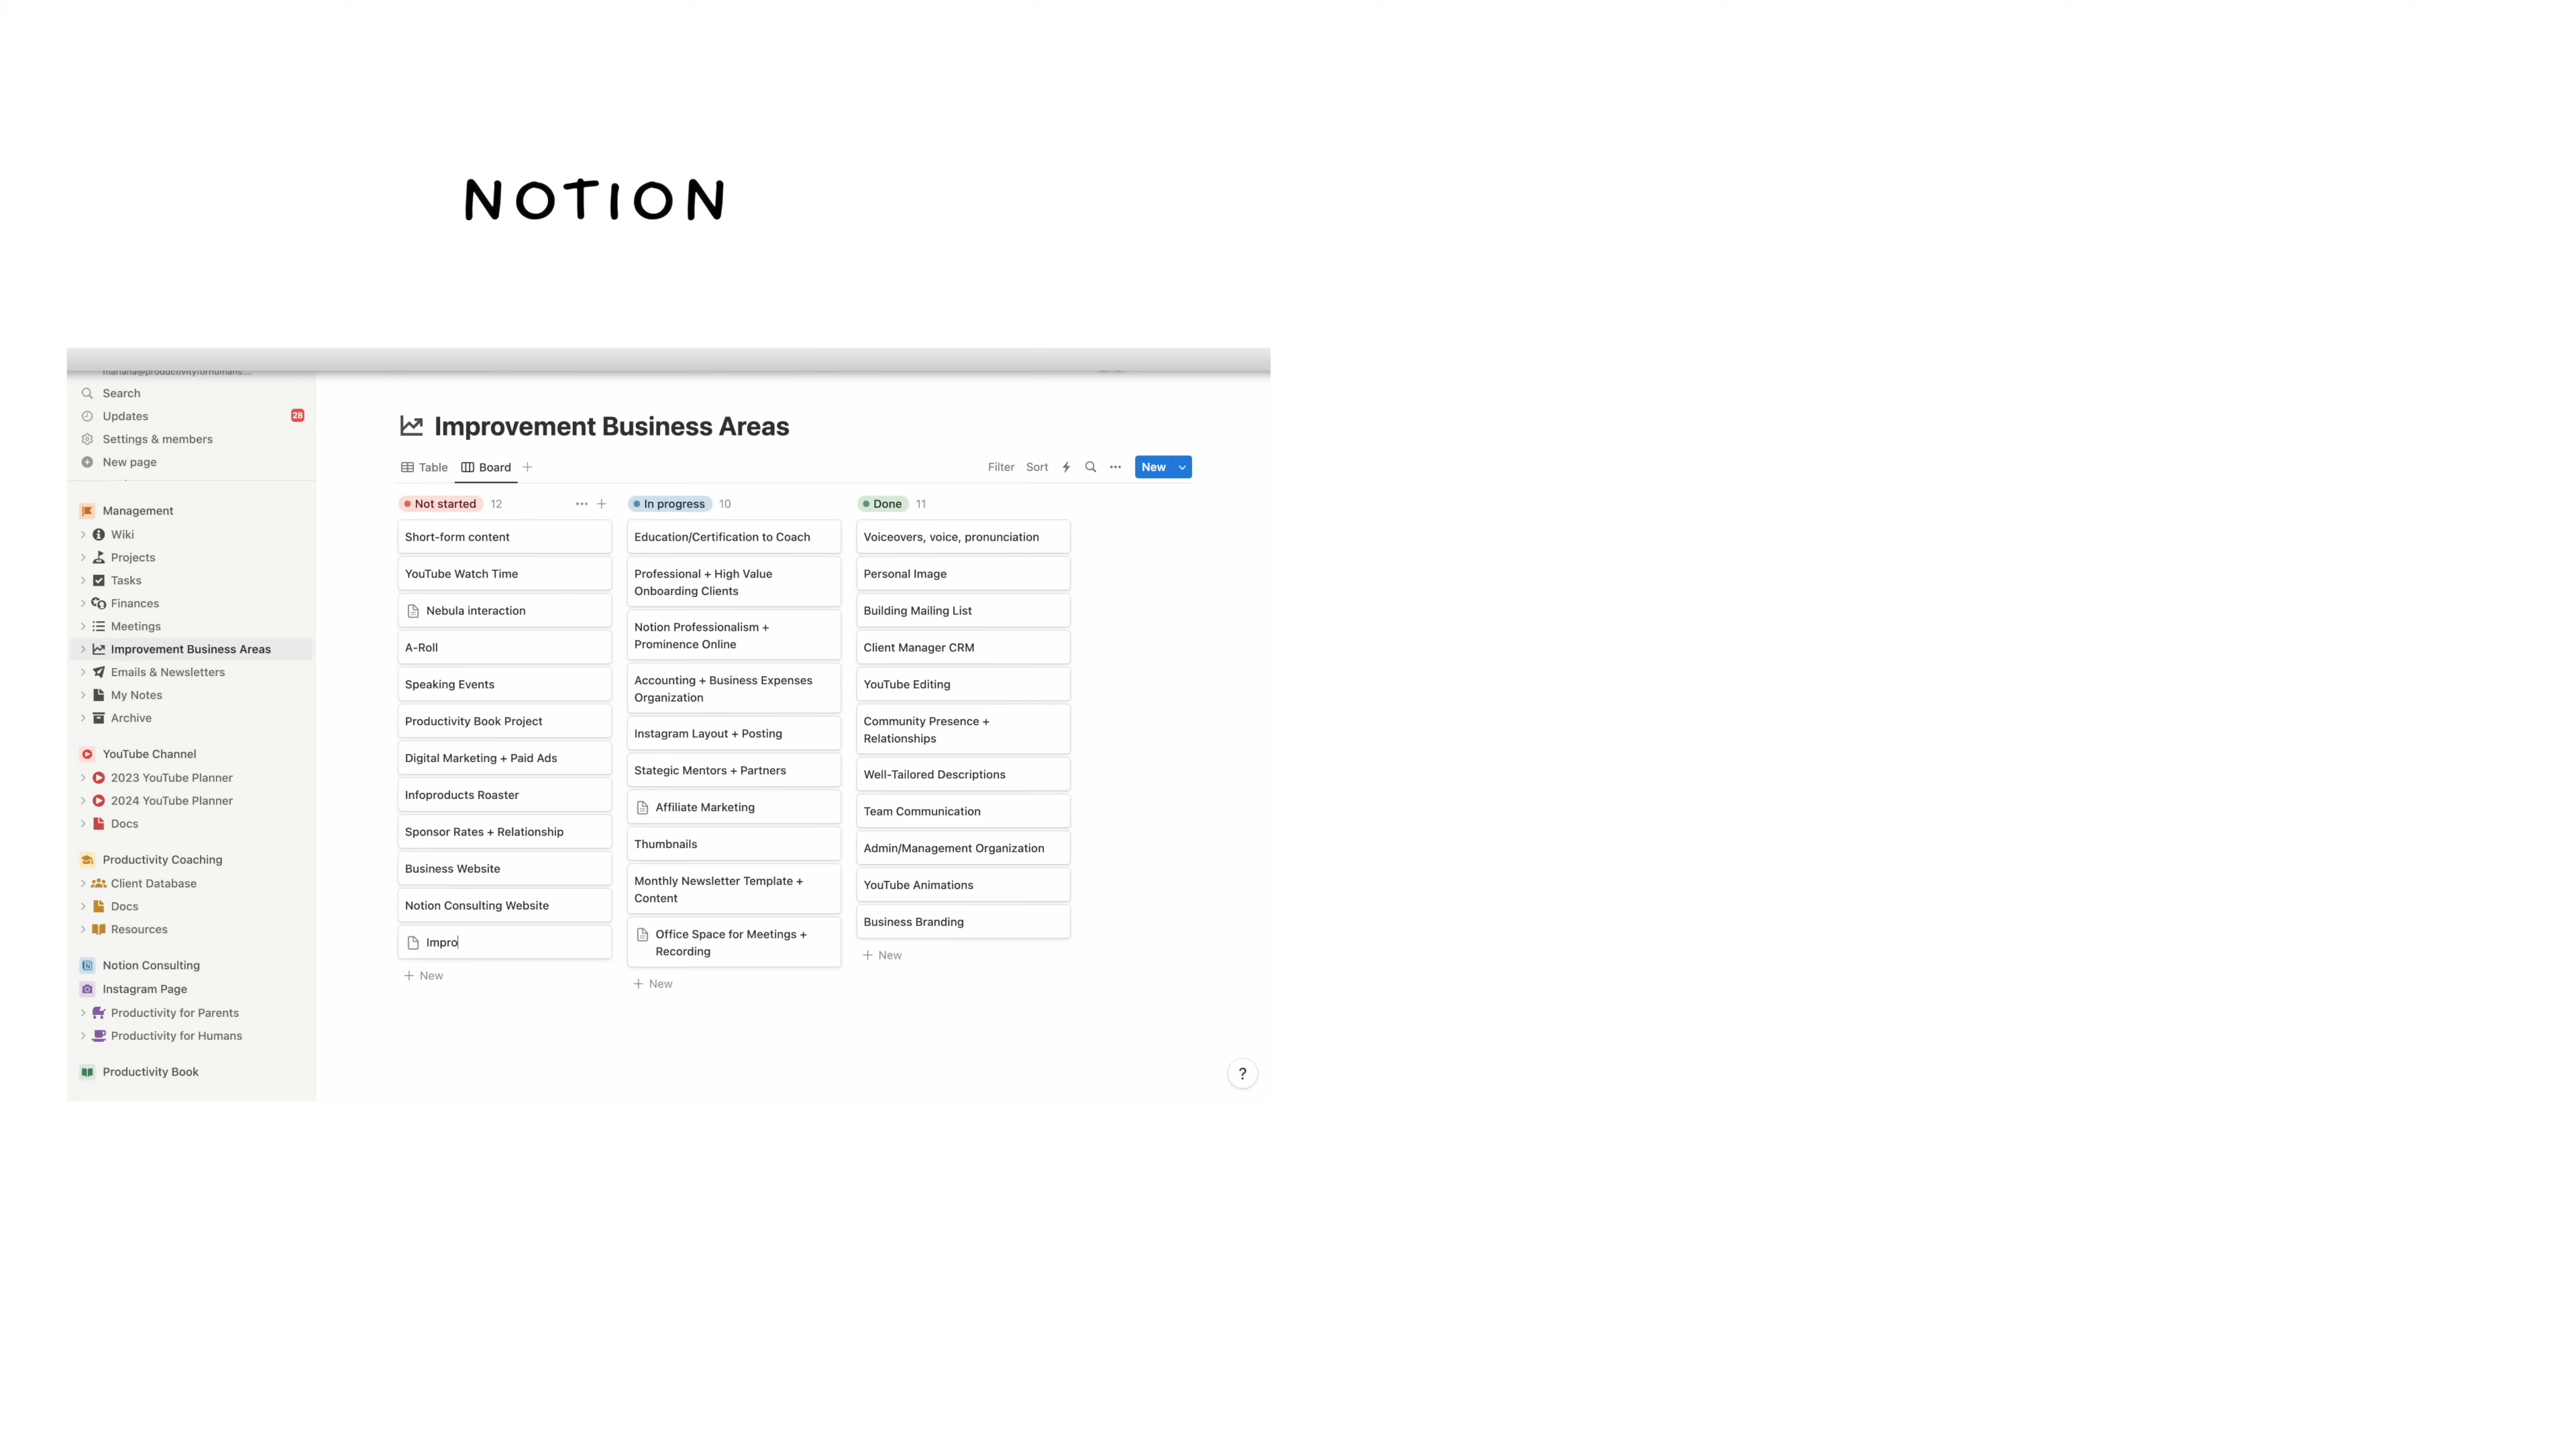 NOTION
Search
Updates
28
Settings & members
New page
Management
Wiki
Projects
Tasks
Finances
Meetings
Improvement Business Areas
Emails & Newsletters
My Notes
Archive
YouTube Channel
2023 YouTube Planner
2024 YouTube Planner
Docs
Productivity Coaching
Client Database
Docs
Resources
Notion Consulting
Instagram Page
Productivity for Parents
Productivity for Humans
Productivity Book
Improvement Business Areas
Table
Board
Filter
Sort
New
Not started 12
Short-form content
YouTube Watch Time
Nebula interaction
A-Roll
Speaking Events
Productivity Book Project
Digital Marketing + Paid Ads
Infoproducts Roaster
Sponsor Rates + Relationship
Business Website
Notion Consulting Website
Impro
+ New
In progress 10
Education/Certification to Coach
Professional + High Value
Onboarding Clients
Notion Professionalism +
Prominence Online
Accounting + Business Expenses
Organization
Instagram Layout + Posting
Stategic Mentors + Partners
Affiliate Marketing
Thumbnails
Monthly Newsletter Template +
Content
Office Space for Meetings +
Recording
+ New
Done 11
Voiceovers, voice, pronunciation
Personal Image
Building Mailing List
Client Manager CRM
YouTube Editing
Community Presence +
Relationships
Well-Tailored Descriptions
Team Communication
Admin/Management Organization
YouTube Animations
Business Branding
+ New
?